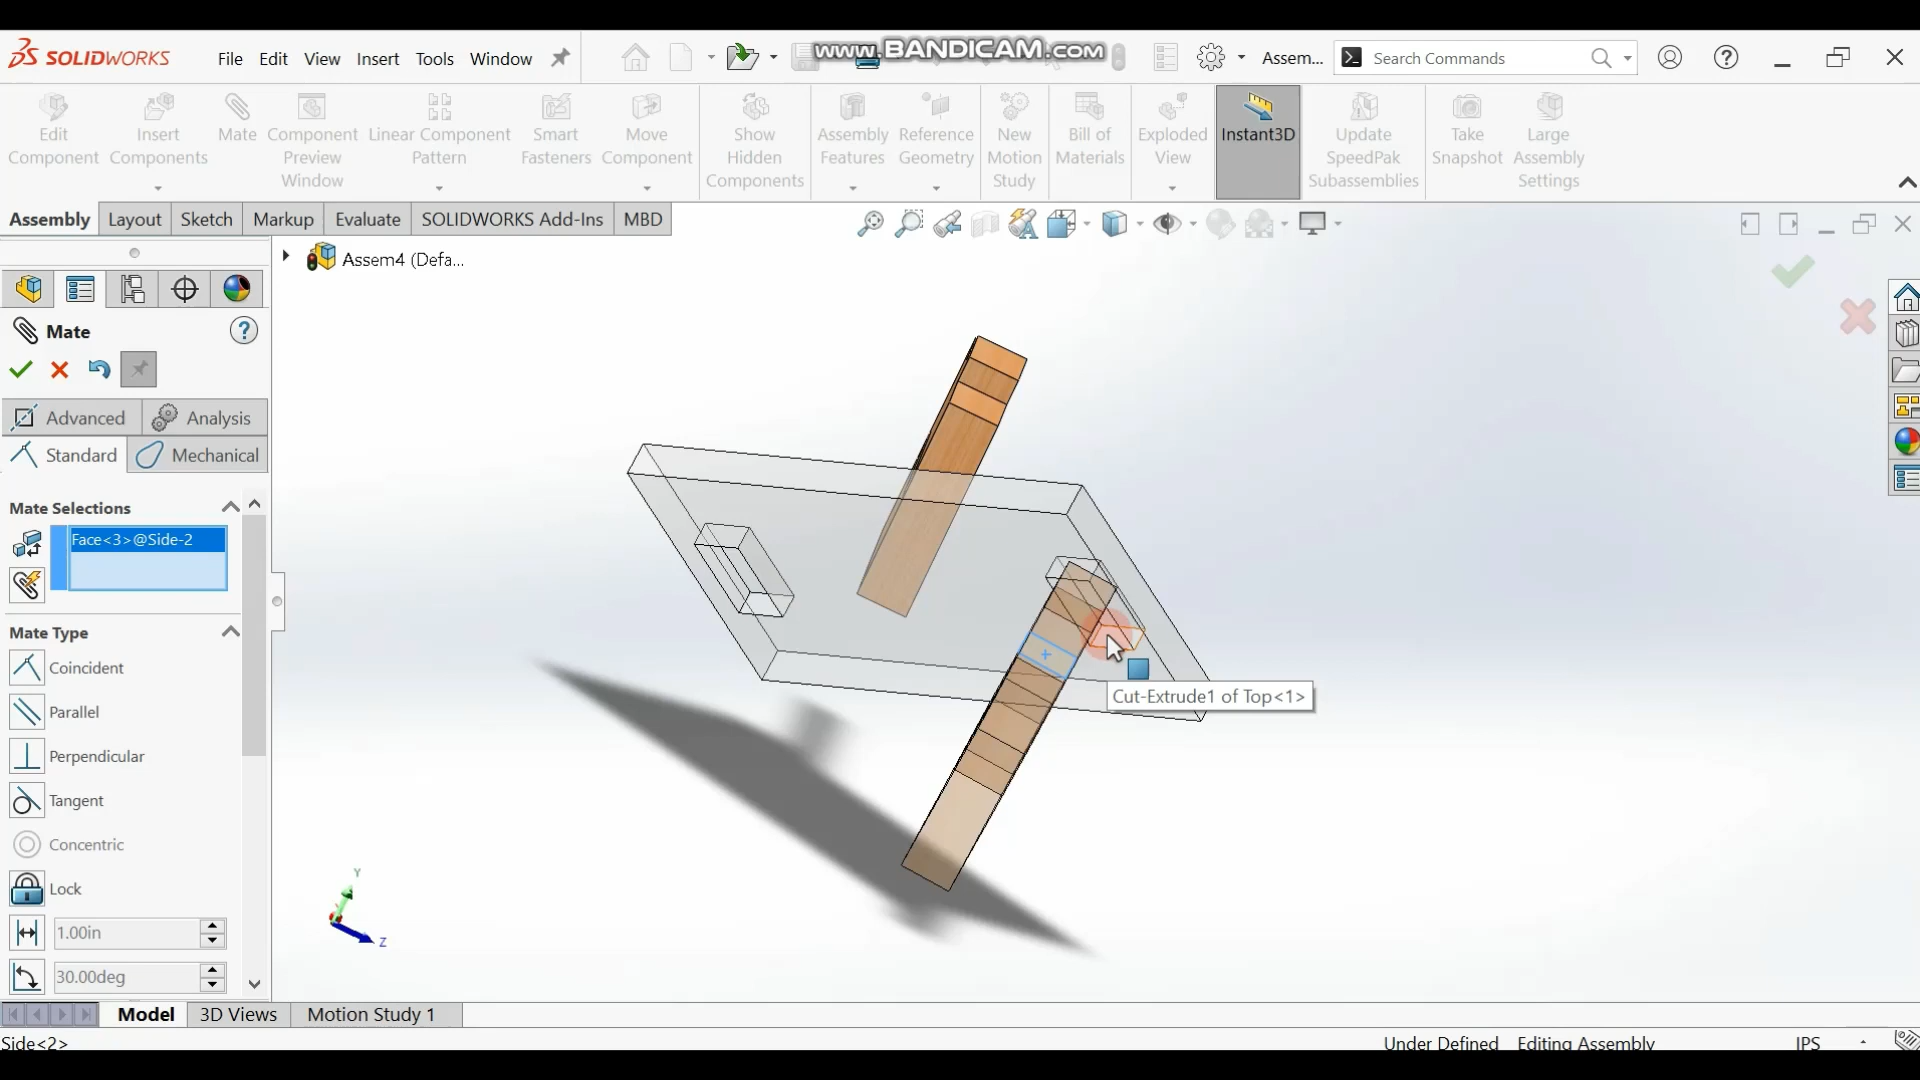 SOLIDWORKS File Edit View Insert Tools Window www.BANDICAM.com Assem... Search Commands
Edit Component
Insert Components
Mate
Component Preview Window
Linear Component Pattern
Smart Fasteners
Move Component
Show Hidden Components
Assembly Features
Reference Geometry
New Motion Study
Bill of Materials
Exploded View
Instant3D
Update SpeedPak Subassemblies
Take Snapshot
Large Assembly Settings
Assembly Layout Sketch Markup Evaluate SOLIDWORKS Add-Ins MBD
Assem4 (Defa...
Mate
Advanced Analysis
Standard Mechanical
Mate Selections
Face<3>@Side-2
Mate Type
Coincident
Parallel
Perpendicular
Tangent
Concentric
Lock
1.00in
30.00deg
Cut-Extrude1 of Top<1>
Y
Z
Model 3D Views Motion Study 1
Side<2> Under Defined Editing Assembly IPS